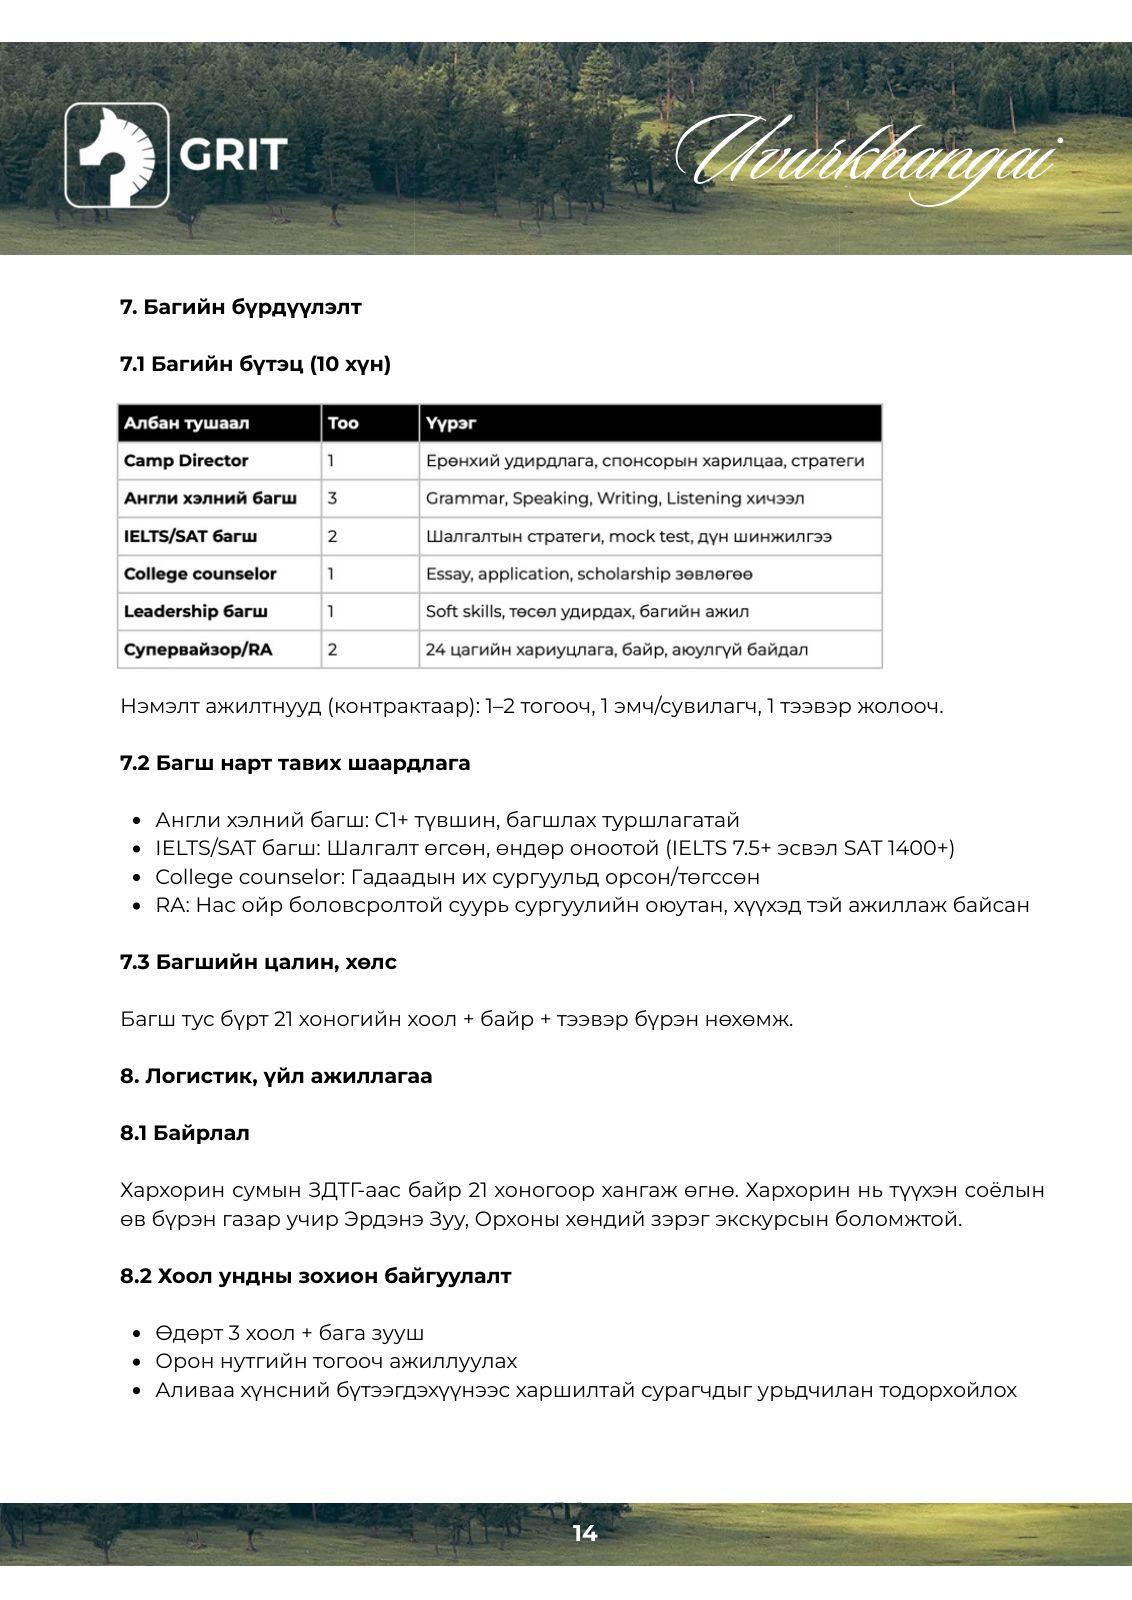 GRIT
Uvurkhangai
7. Багийн бүрдүүлэлт
7.1 Багийн бүтэц (10 хүн)
Албан тушаал Тоо Үүрэг
Camp Director 1 Ерөнхий удирдлага, спонсорын харилцаа, стратеги
Англи хэлний багш 3 Grammar, Speaking, Writing, Listening хичээл
IELTS/SAT багш 2 Шалгалтын стратеги, mock test, дүн шинжилгээ
College counselor 1 Essay, application, scholarship зөвлөгөө
Leadership багш 1 Soft skills, төсөл удирдах, багийн ажил
Супервайзор/RA 2 24 цагийн хариуцлага, байр, аюулгүй байдал
Нэмэлт ажилтнууд (контрактаар): 1–2 тогооч, 1 эмч/сувилагч, 1 тээвэр жолооч.
7.2 Багш нарт тавих шаардлага
• Англи хэлний багш: C1+ түвшин, багшлах туршлагатай
• IELTS/SAT багш: Шалгалт өгсөн, өндөр оноотой (IELTS 7.5+ эсвэл SAT 1400+)
• College counselor: Гадаадын их сургуульд орсон/төгссөн
• RA: Нас ойр боловсролтой суурь сургуулийн оюутан, хүүхэд тэй ажиллаж байсан
7.3 Багшийн цалин, хөлс
Багш тус бүрт 21 хоногийн хоол + байр + тээвэр бүрэн нөхөмж.
8. Логистик, үйл ажиллагаа
8.1 Байрлал
Хархорин сумын ЗДТГ-аас байр 21 хоногоор хангаж өгнө. Хархорин нь түүхэн соёлын
өв бүрэн газар учир Эрдэнэ Зуу, Орхоны хөндий зэрэг экскурсын боломжтой.
8.2 Хоол ундны зохион байгуулалт
• Өдөрт 3 хоол + бага зууш
• Орон нутгийн тогооч ажиллуулах
• Аливаа хүнсний бүтээгдэхүүнээс харшилтай сурагчдыг урьдчилан тодорхойлох
14